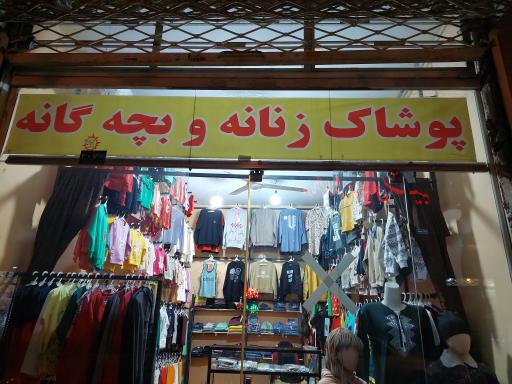 پوشاک زنانه و بچه گانه